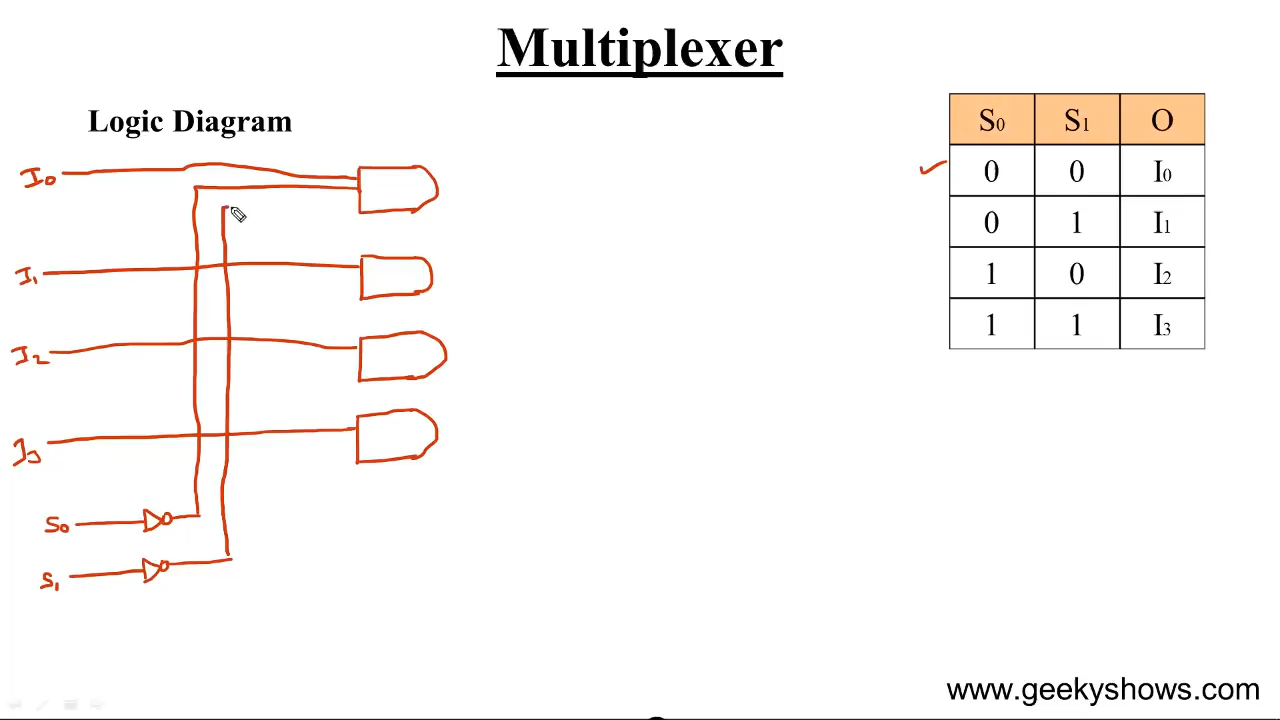 Multiplexer
Logic Diagram
I0
I1
I2
I3
S0
S1
S0 S1 O
0 0 I0
0 1 I1
1 0 I2
1 1 I3
www.geekyshows.com